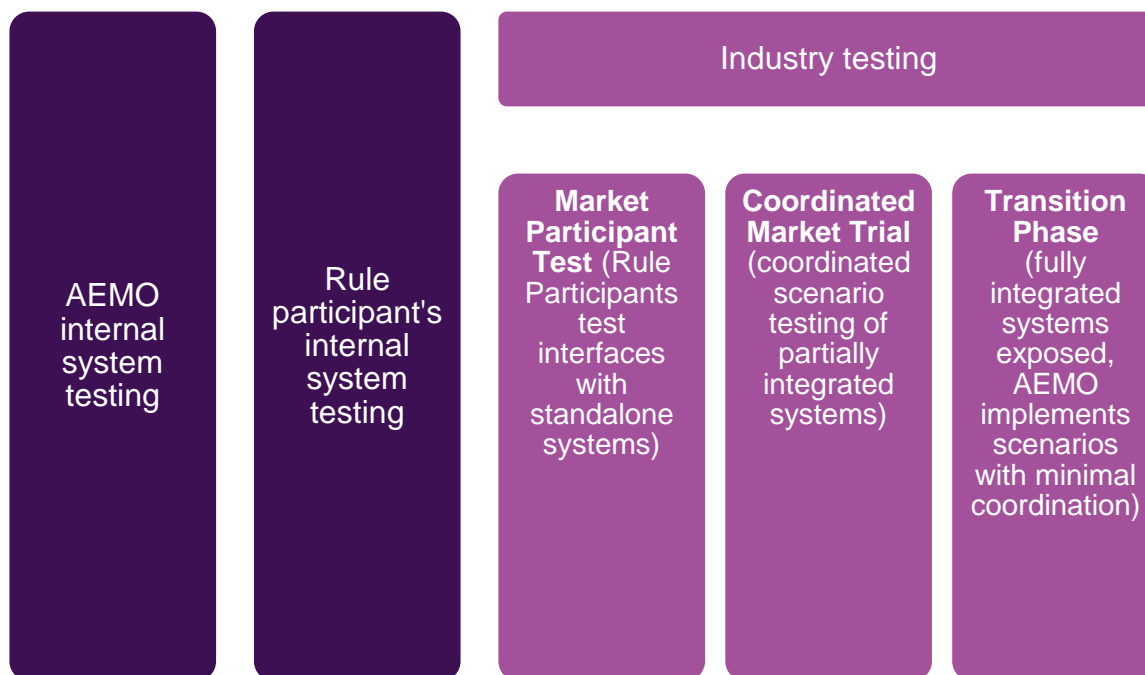 AEMO
internal
system
testing
Rule
participant's
internal
system
testing
Industry testing
Market
Participant
Test (Rule
Participants
test
interfaces
with
standalone
systems)
Coordinated
Market Trial
(coordinated
scenario
testing of
partially
integrated
systems)
Transition
Phase
(fully
integrated
systems
exposed,
AEMO
implements
scenarios
with minimal
coordination)